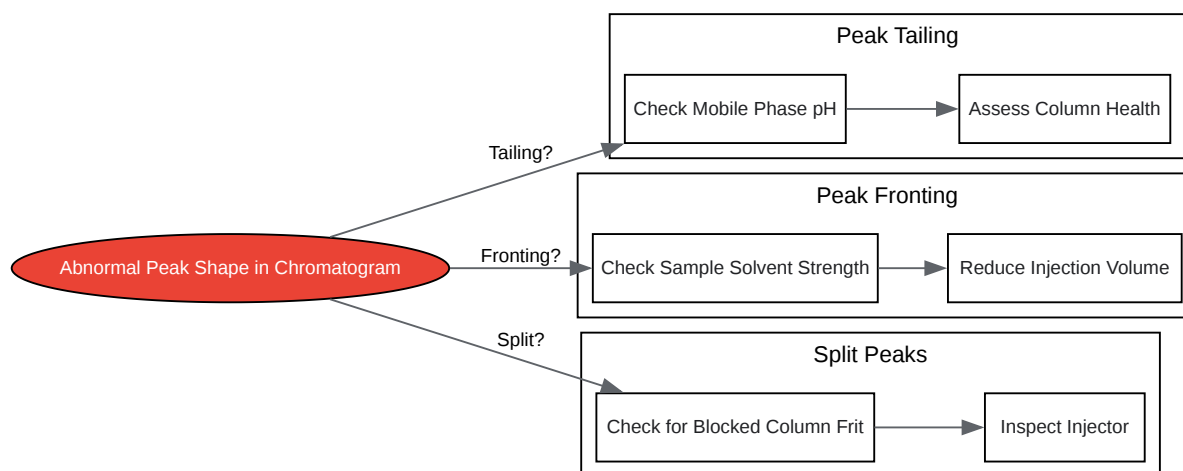 Peak Tailing
Check Mobile Phase pH
Assess Column Health
Tailing?
Peak Fronting
Abnormal Peak Shape in Chromatogram
Fronting?
Check Sample Solvent Strength
Reduce Injection Volume
Split?
Split Peaks
Check for Blocked Column Frit
Inspect Injector